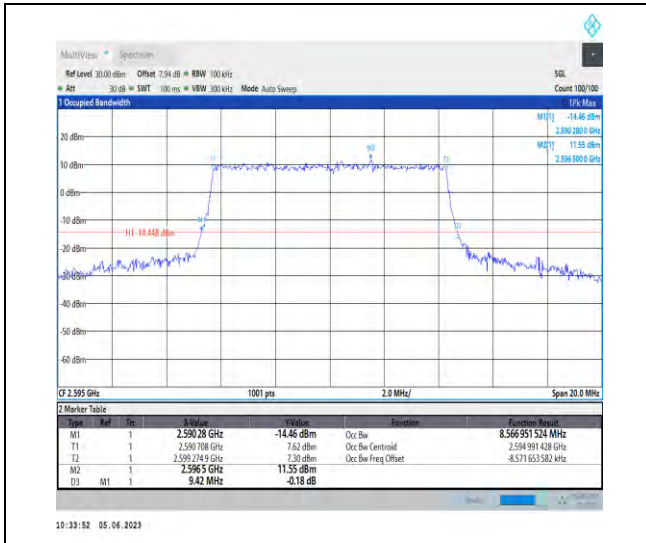 MultiView Spectrum
Ref Level 30.00 dBm Offset 7.94 dB RBW 100 kHz SGL
Att 30 dB SWT 100 ms VBW 300 kHz Mode Auto Sweep Count 100/100
1 Occupied Bandwidth 1Pk Max
M1[1] -14.46 dBm
2.590 280 0 GHz
M2[1] 11.55 dBm
2.596 500 0 GHz
20 dBm
M2
T1 T2
10 dBm
0 dBm
-10 dBm
M1 D3
H1 -14.448 dBm
-20 dBm
-30 dBm
-40 dBm
-50 dBm
-60 dBm
CF 2.595 GHz 1001 pts 2.0 MHz/ Span 20.0 MHz
2 Marker Table
Type Ref Trc X-Value Y-Value Function Function Result
M1 1 2.590 28 GHz -14.46 dBm Occ Bw 8.566 951 524 MHz
T1 1 2.590 708 GHz 7.62 dBm Occ Bw Centroid 2.594 991 428 GHz
T2 1 2.599 274 9 GHz 7.30 dBm Occ Bw Freq Offset -8.571 653 582 kHz
M2 1 2.596 5 GHz 11.55 dBm
D3 M1 1 9.42 MHz -0.18 dB
10:33:52 05.06.2023